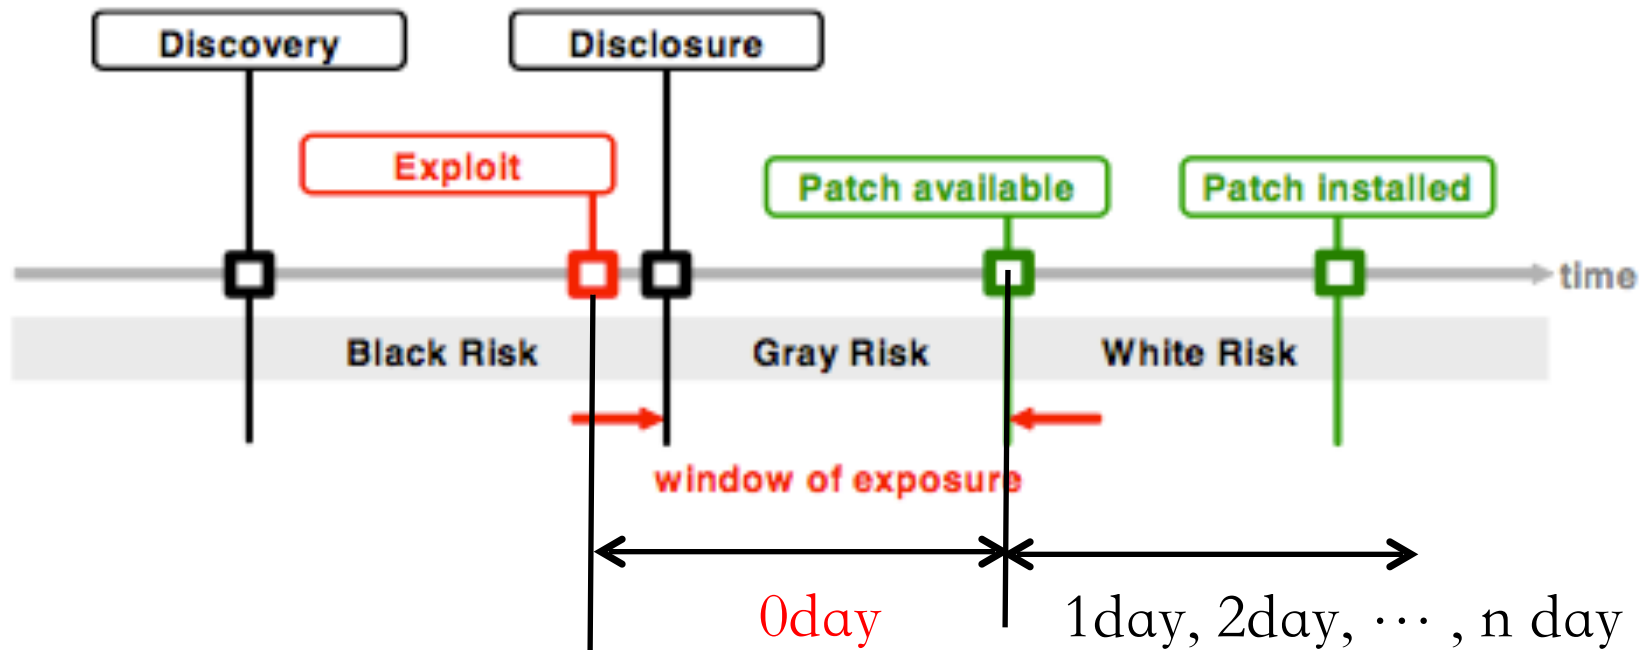 Discovery
Disclosure
Exploit
Patch available
Patch installed
time
Black Risk
Gray Risk
White Risk
window of exposure
0day
1day, 2day, ⋯ , n day